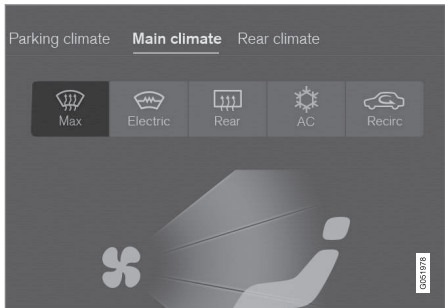 Parking climate Main climate Rear climate
Max Electric Rear AC Recirc
G051978